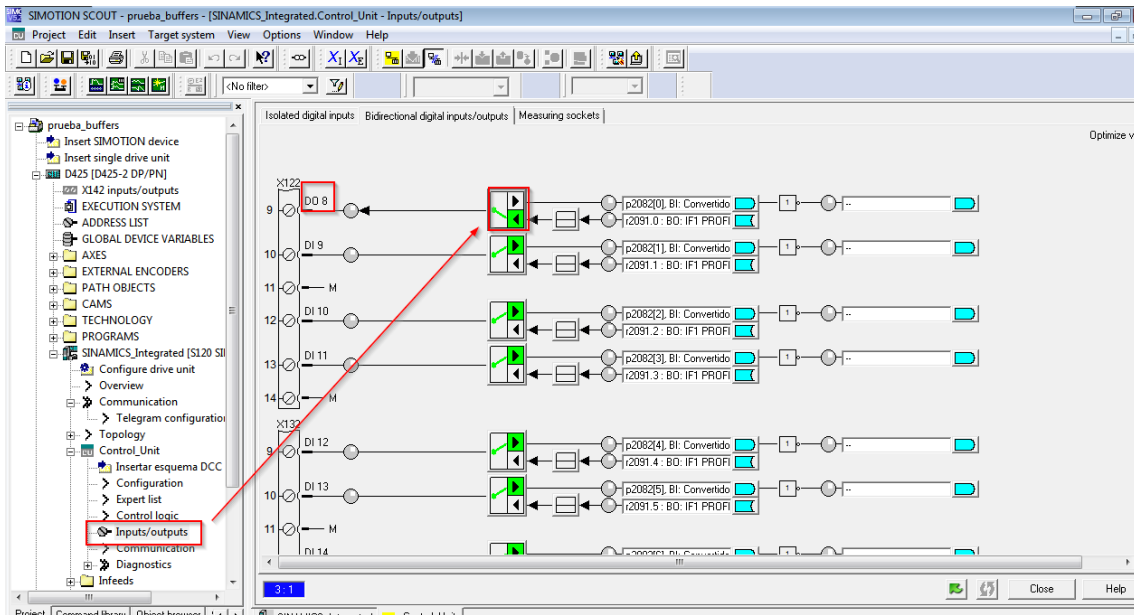 SIMOTION SCOUT - prueba_buffers - [SINAMICS_Integrated.Control_Unit - Inputs/outputs]
Project Edit Insert Target system View Options Window Help
<No filter>
prueba_buffers
Insert SIMOTION device
Insert single drive unit
D425 [D425-2 DP/PN]
X142 inputs/outputs
EXECUTION SYSTEM
ADDRESS LIST
GLOBAL DEVICE VARIABLES
AXES
EXTERNAL ENCODERS
PATH OBJECTS
CAMS
TECHNOLOGY
PROGRAMS
SINAMICS_Integrated [S120 SI
Configure drive unit
Overview
Communication
Telegram configuration
Topology
Control_Unit
Insertar esquema DCC
Configuration
Expert list
Control logic
Inputs/outputs
Communication
Diagnostics
Infeeds
Project Command library Object browser
Isolated digital inputs Bidirectional digital inputs/outputs Measuring sockets
Optimize v
X122
9 DO 8 p2082[0], BI: Convertido 1 --
r2091.0 : BO: IF1 PROFI
10 DI 9 p2082[1], BI: Convertido 1 --
r2091.1 : BO: IF1 PROFI
11 M
12 DI 10 p2082[2], BI: Convertido 1 --
r2091.2 : BO: IF1 PROFI
13 DI 11 p2082[3], BI: Convertido 1 --
r2091.3 : BO: IF1 PROFI
14 M
X132
9 DI 12 p2082[4], BI: Convertido 1 --
r2091.4 : BO: IF1 PROFI
10 DI 13 p2082[5], BI: Convertido 1 --
r2091.5 : BO: IF1 PROFI
11 M
DI 14
3:1
Close Help